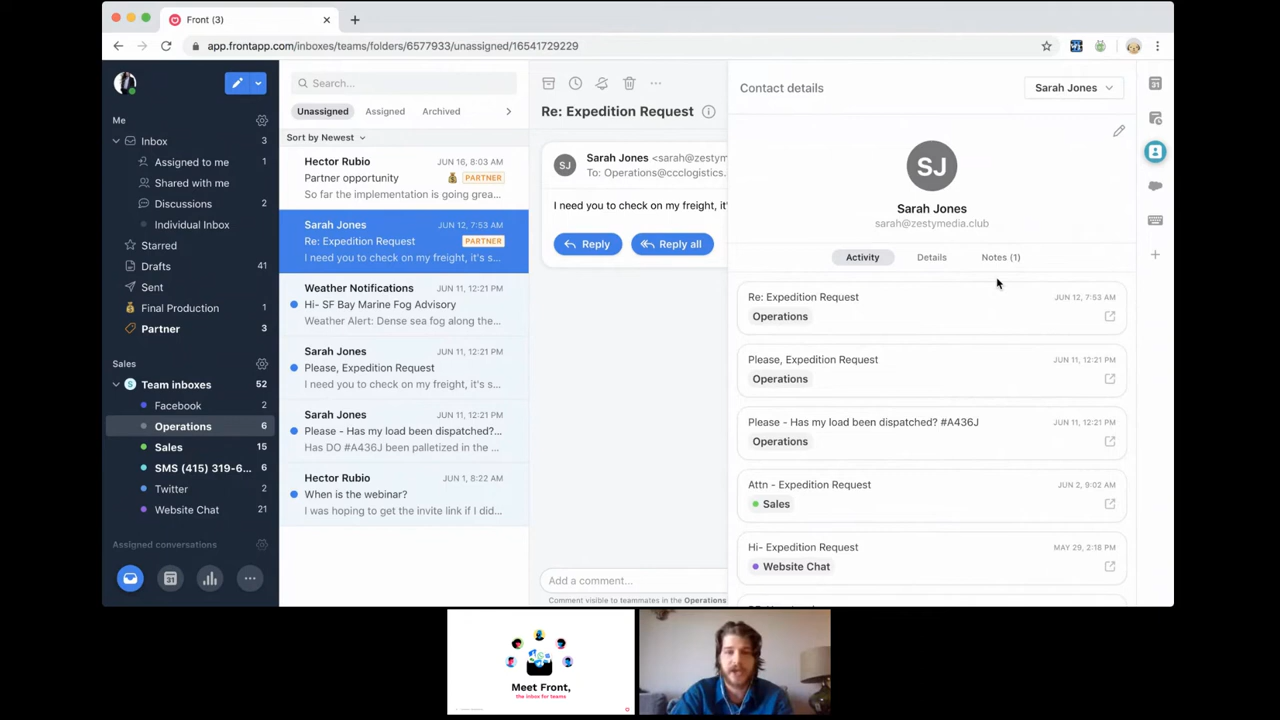 Front (3)
app.frontapp.com/inboxes/teams/folders/6577933/unassigned/16541729229
Me
Inbox 3
Assigned to me 1
Shared with me
Discussions 2
Individual Inbox
Starred
Drafts 41
Sent
Final Production 1
Partner 3
Sales
Team inboxes 52
Facebook 2
Operations 6
Sales 15
SMS (415) 319-6... 6
Twitter 2
Website Chat 21
Assigned conversations
31
Search...
Unassigned Assigned Archived
Sort by Newest
Hector Rubio JUN 16, 8:03 AM
Partner opportunity PARTNER
So far the implementation is going grea...
Sarah Jones JUN 12, 7:53 AM
Re: Expedition Request PARTNER
I need you to check on my freight, it's s...
Weather Notifications JUN 11, 12:21 PM
Hi- SF Bay Marine Fog Advisory
Weather Alert: Dense sea fog along the...
Sarah Jones JUN 11, 12:21 PM
Please, Expedition Request
I need you to check on my freight, it's s...
Sarah Jones JUN 11, 12:21 PM
Please - Has my load been dispatched?...
Has DO #A436J been palletized in the ...
Hector Rubio JUN 1, 8:22 AM
When is the webinar?
I was hoping to get the invite link if I did...
Re: Expedition Request
SJ
Sarah Jones <sarah@zestym
To: Operations@ccclogistics.
I need you to check on my freight, it'
Reply Reply all
Add a comment...
Comment visible to teammates in the Operations
Contact details Sarah Jones
SJ
Sarah Jones
sarah@zestymedia.club
Activity Details Notes (1)
Re: Expedition Request JUN 12, 7:53 AM
Operations
Please, Expedition Request JUN 11, 12:21 PM
Operations
Please - Has my load been dispatched? #A436J JUN 11, 12:21 PM
Operations
Attn - Expedition Request JUN 2, 9:02 AM
Sales
Hi- Expedition Request MAY 29, 2:18 PM
Website Chat
31
Meet Front,
the inbox for teams